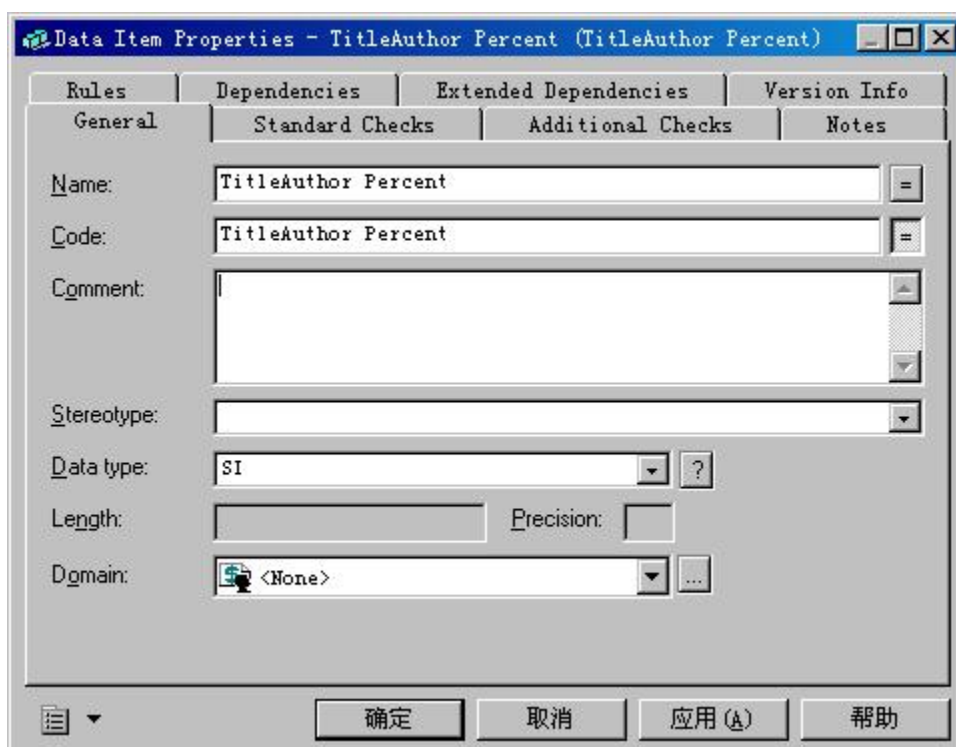 Data Item Properties - TitleAuthor Percent (TitleAuthor Percent)
Rules Dependencies Extended Dependencies Version Info
General Standard Checks Additional Checks Notes
Name: TitleAuthor Percent =
Code: TitleAuthor Percent =
Comment:
Stereotype:
Data type: SI ?
Length: Precision:
Domain: <None> ...
确定 取消 应用(A) 帮助